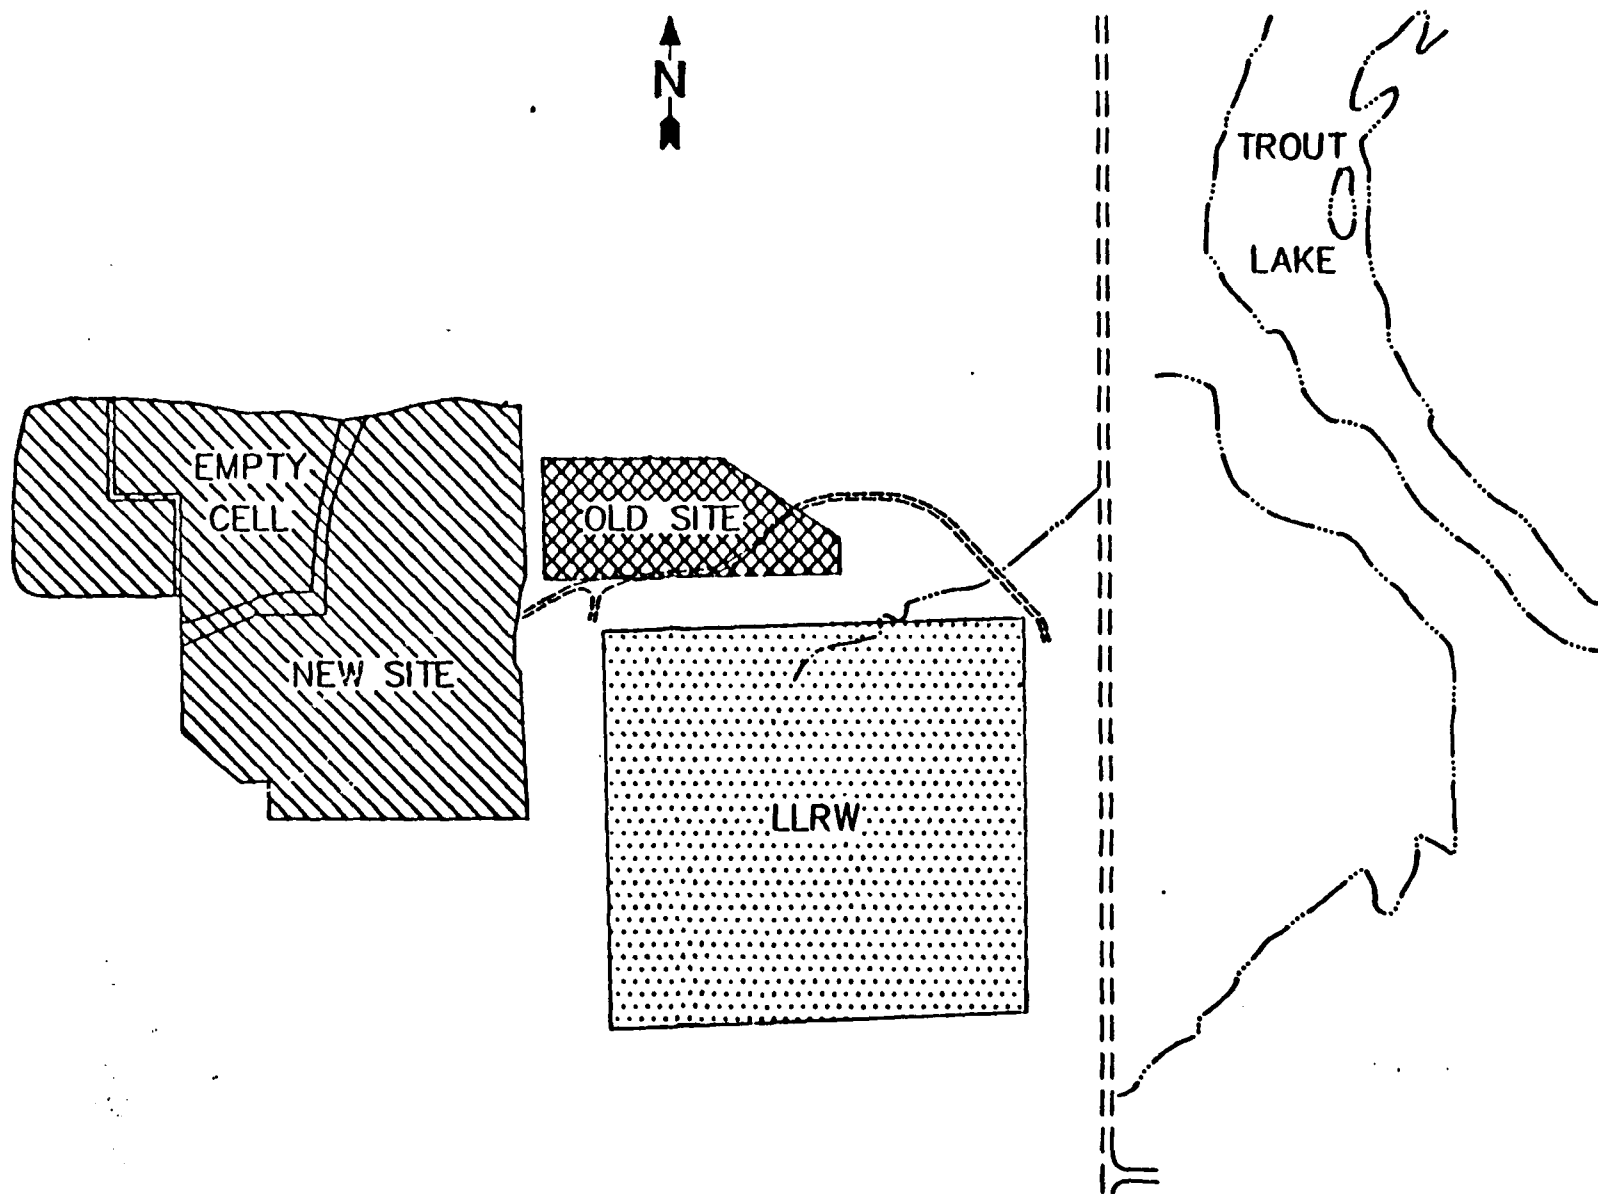 N
TROUT
LAKE
EMPTY
CELL
OLD SITE
NEW SITE
LLRW